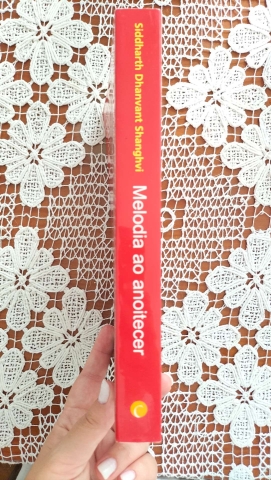 Siddharth Dhanvant Shanghvi
Melodia ao anoitecer